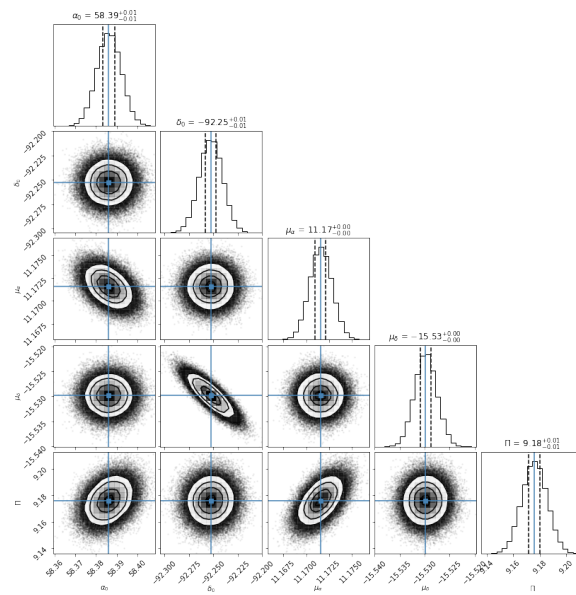 α₀ = 58.39⁺⁰·⁰¹₋₀.₀₁
−92.200
−92.225
−92.250
−92.275
−92.300
δ₀
δ₀ = −92.25⁺⁰·⁰¹₋₀.₀₁
11.1750
11.1725
11.1700
11.1675
μα
μα = 11.17⁺⁰·⁰⁰₋₀.₀₀
−15.520
−15.525
−15.530
−15.535
−15.540
μδ
μδ = −15.53⁺⁰·⁰⁰₋₀.₀₀
9.20
9.18
9.16
9.14
Π
Π = 9.18⁺⁰·⁰¹₋₀.₀₁
58.36 58.37 58.38 58.39 58.40
α₀
−92.300 −92.275 −92.250 −92.225
δ₀
11.1675 11.1700 11.1725 11.1750
μα
−15.540 −15.535 −15.530 −15.525 −15.520
μδ
9.14 9.16 9.18 9.20
Π